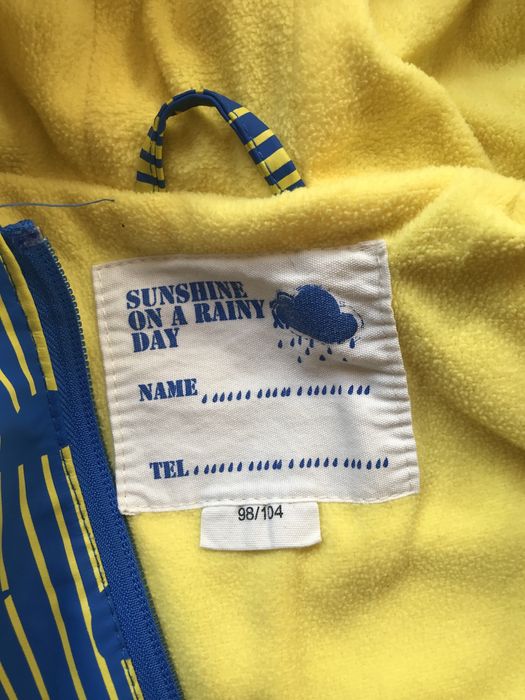 SUNSHINE
ON A RAINY
DAY
NAME
TEL
98/104